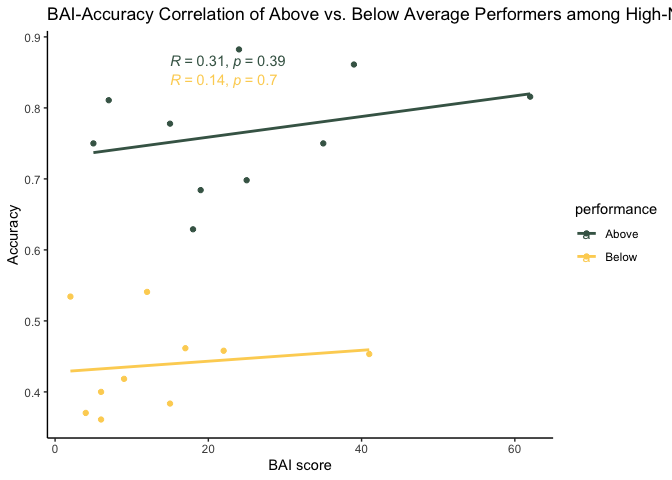 BAI-Accuracy Correlation of Above vs. Below Average Performers among High-N
0.9
0.8
0.7
0.6
0.5
0.4
Accuracy
R = 0.31, p = 0.39
R = 0.14, p = 0.7
0
20
40
60
BAI score
performance
a Above
a Below